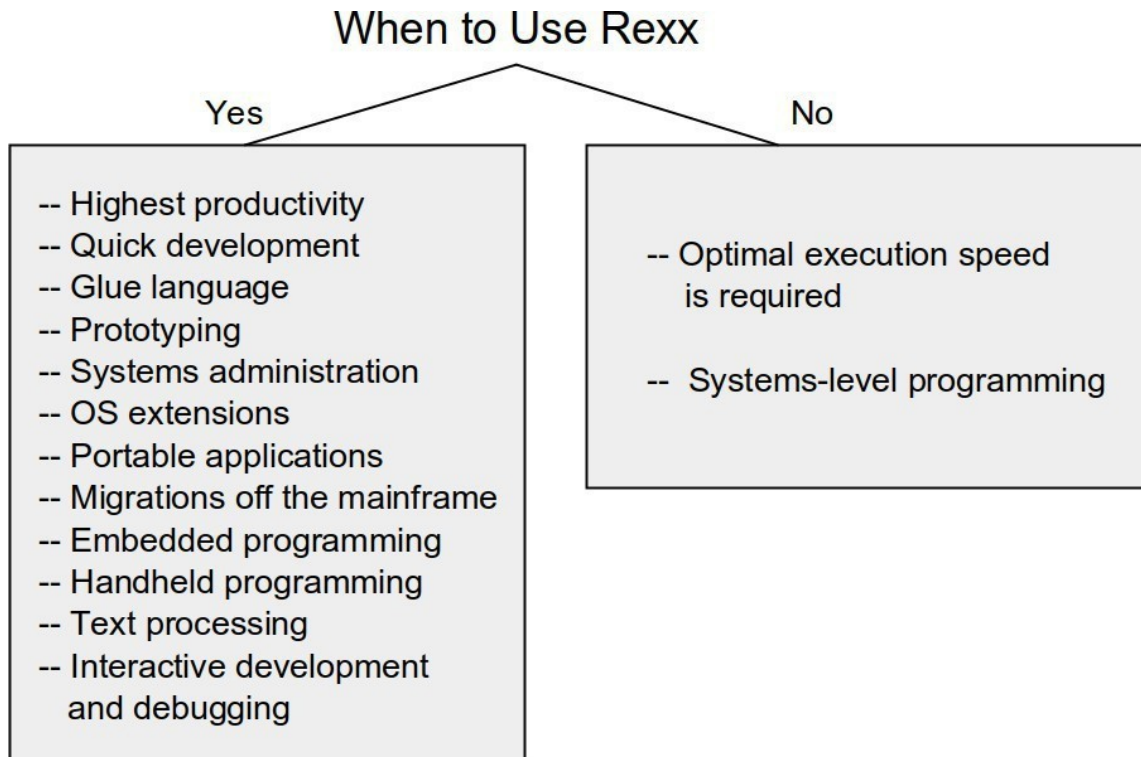 When to Use Rexx
Yes
No
-- Highest productivity
-- Quick development
-- Glue language
-- Prototyping
-- Systems administration
-- OS extensions
-- Portable applications
-- Migrations off the mainframe
-- Embedded programming
-- Handheld programming
-- Text processing
-- Interactive development
and debugging
-- Optimal execution speed
is required
-- Systems-level programming